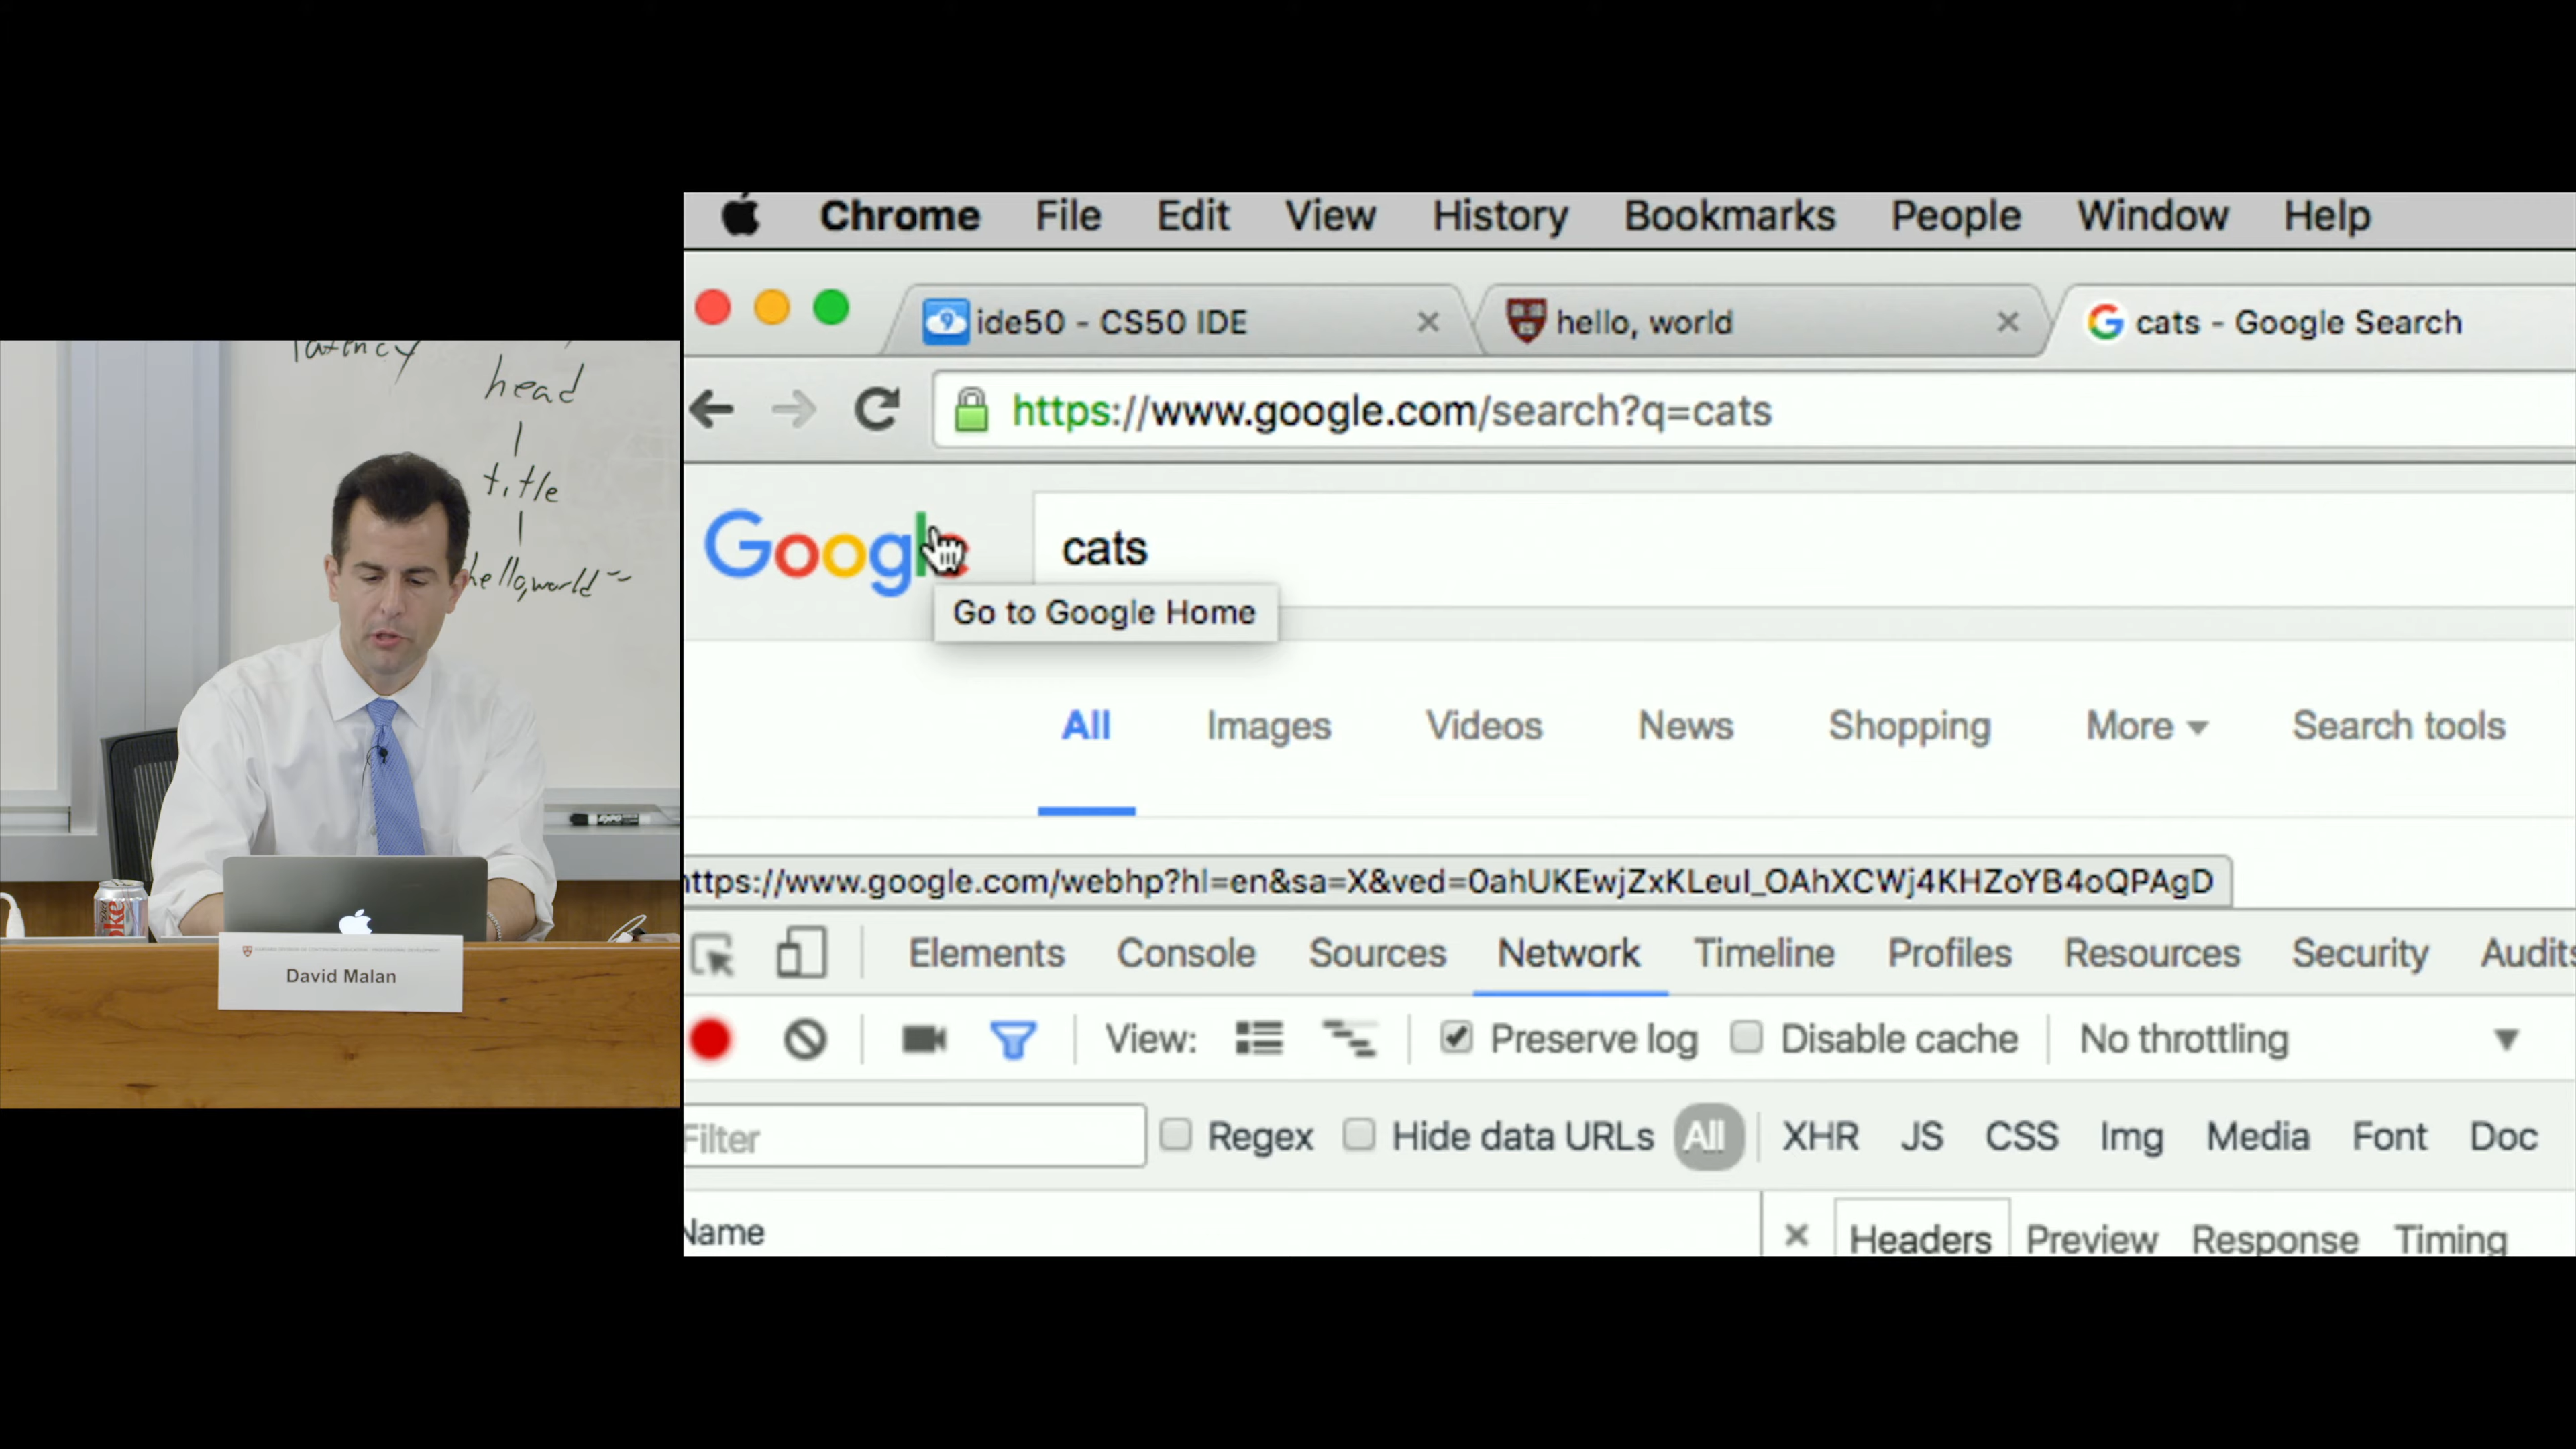 latency
head
title
hello, world
coke
David Malan
Chrome File Edit View History Bookmarks People Window Help
ide50 - CS50 IDE × hello, world × cats - Google Search
https://www.google.com/search?q=cats
Google cats
Go to Google Home
All Images Videos News Shopping More Search tools
ttps://www.google.com/webhp?hl=en&sa=X&ved=0ahUKEwjZxKLeuI_OAhXCWj4KHZoYB4oQPAgD
Elements Console Sources Network Timeline Profiles Resources Security Audits
View: Preserve log Disable cache No throttling
Filter Regex Hide data URLs All XHR JS CSS Img Media Font Doc
Name × Headers Preview Response Timing